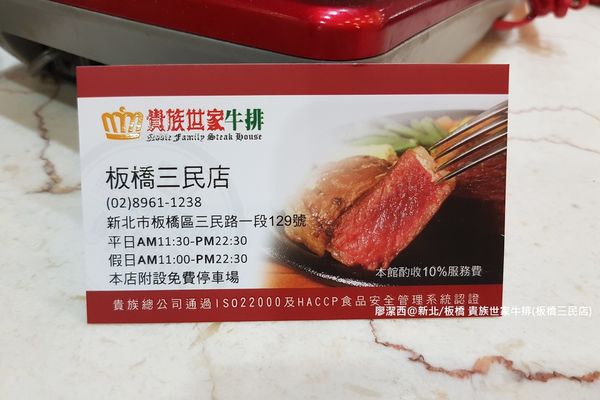 貴族世家牛排
Noble Family Steak House
板橋三民店
(02)8961-1238
新北市板橋區三民路一段129號
平日AM11:30-PM22:30
假日AM11:00-PM22:30
本店附設免費停車場
本館酌收10%服務費
貴族總公司通過ISO22000及HACCP食品安全管理系統認證
廖潔西@新北/板橋 貴族世家牛排(板橋三民店)